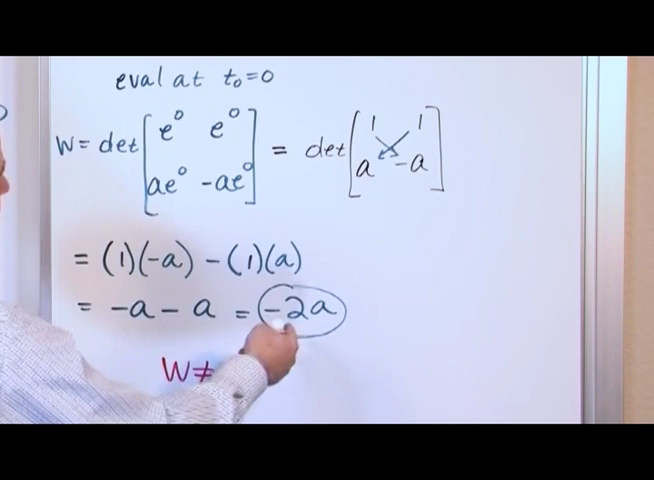 eval at t₀=0
W = det [e⁰ e⁰; ae⁰ -ae⁰] = det [1 1; a -a]
= (1)(-a) - (1)(a)
= -a - a = -2a
W ≠